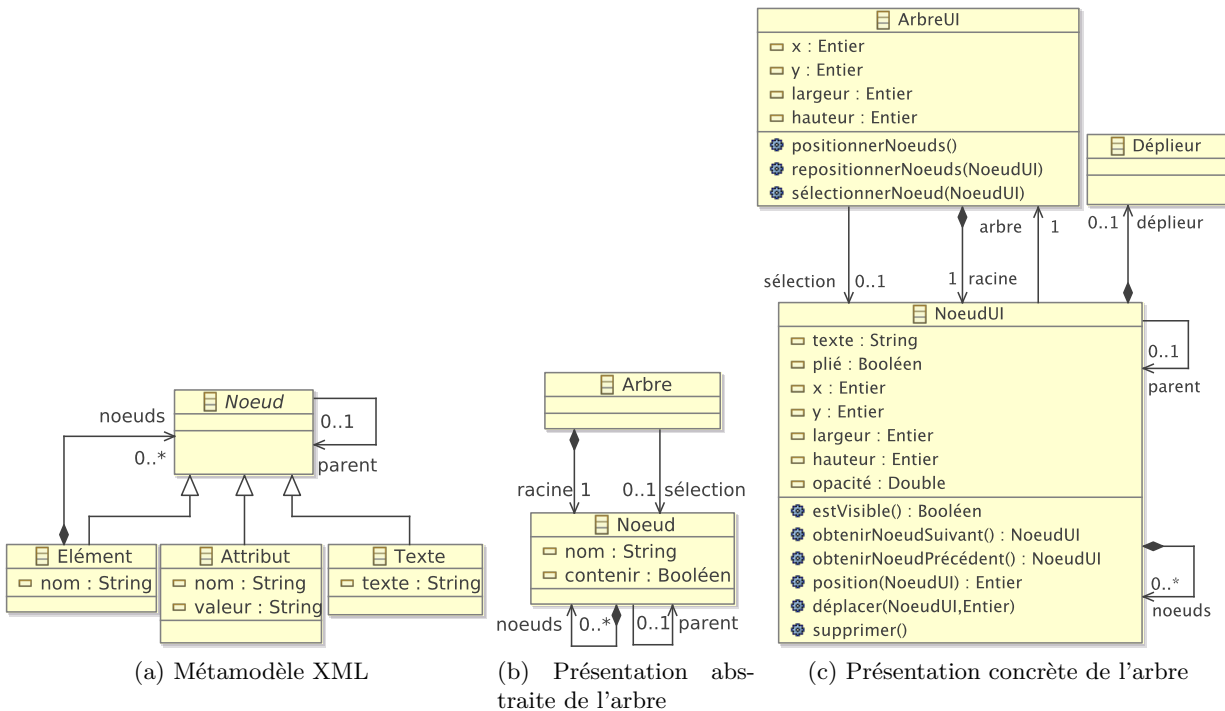 Noeud
noeuds
0..*
0..1
parent
Elément
nom : String
Attribut
nom : String
valeur : String
Texte
texte : String
(a) Métamodèle XML
Arbre
racine 1
0..1 sélection
Noeud
nom : String
contenir : Booléen
noeuds 0..*
0..1 parent
(b) Présentation abs-
traite de l'arbre
ArbreUI
x : Entier
y : Entier
largeur : Entier
hauteur : Entier
positionnerNoeuds()
repositionnerNoeuds(NoeudUI)
sélectionnerNoeud(NoeudUI)
Déplieur
0..1 déplieur
arbre 1
sélection 0..1
1 racine
NoeudUI
texte : String
plié : Booléen
x : Entier
y : Entier
largeur : Entier
hauteur : Entier
opacité : Double
estVisible() : Booléen
obtenirNoeudSuivant() : NoeudUI
obtenirNoeudPrécédent() : NoeudUI
position(NoeudUI) : Entier
déplacer(NoeudUI,Entier)
supprimer()
0..1
parent
0..*
noeuds
(c) Présentation concrète de l'arbre